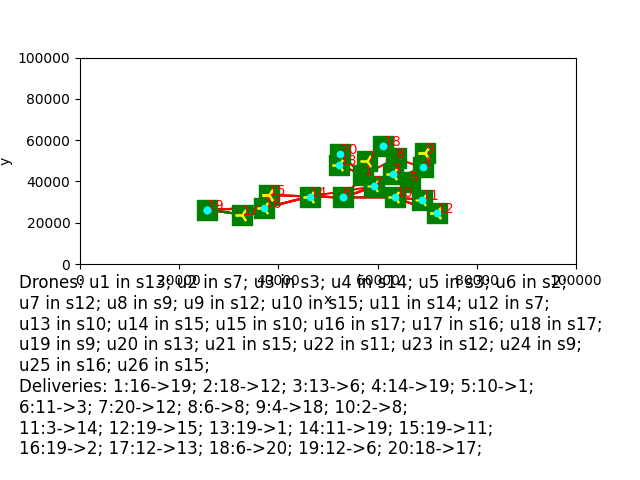 100000
80000
60000
40000
20000
0
y
0 20000 40000 60000 80000 100000
x
Drones: u1 in s13; u2 in s7; u3 in s3; u4 in s14; u5 in s3; u6 in s2;
u7 in s12; u8 in s9; u9 in s12; u10 in s15; u11 in s14; u12 in s7;
u13 in s10; u14 in s15; u15 in s10; u16 in s17; u17 in s16; u18 in s17;
u19 in s9; u20 in s13; u21 in s15; u22 in s11; u23 in s12; u24 in s9;
u25 in s16; u26 in s15;
Deliveries: 1:16->19; 2:18->12; 3:13->6; 4:14->19; 5:10->1;
6:11->3; 7:20->12; 8:6->8; 9:4->18; 10:2->8;
11:3->14; 12:19->15; 13:19->1; 14:11->19; 15:19->11;
16:19->2; 17:12->13; 18:6->20; 19:12->6; 20:18->17;